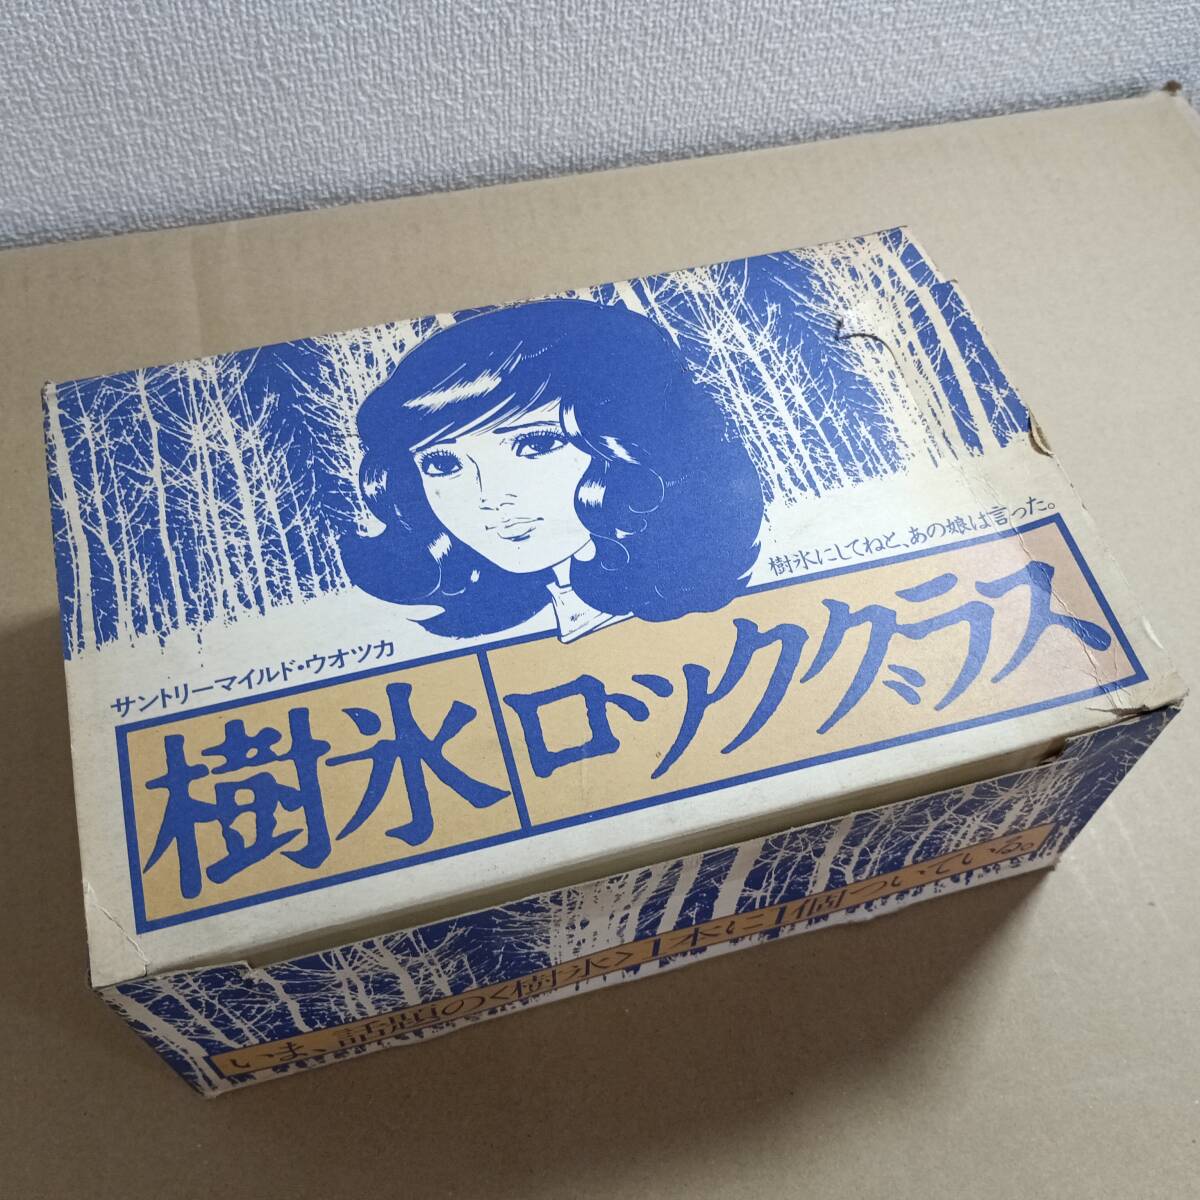 樹氷にしてねと、あの娘は言った。
サントリーマイルド・ウオツカ
樹氷 ロックグラス
いま、話題の<樹氷>1本に1個ついている。